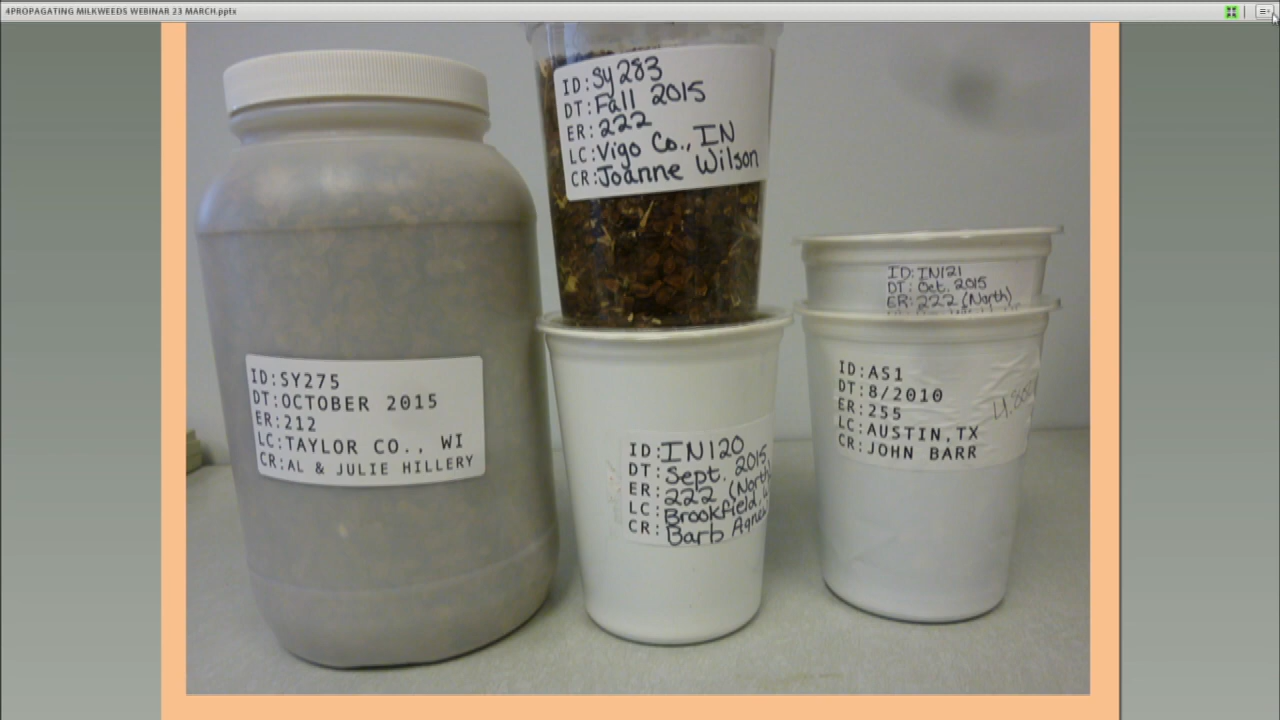 4PROPAGATING MILKWEEDS WEBINAR 23 MARCH.pptx
ID:SY275
DT:OCTOBER 2015
ER:212
LC:TAYLOR CO., WI
CR:AL & JULIE HILLERY
ID:Sy283
DT:Fall 2015
ER:222
LC:Vigo Co., IN
CR:Joanne Wilson
ID:IN120
DT:Sept. 2015
ER:222 (North
LC:Brookfield,
CR:Barb
ID:IN121
DT:Oct. 2015
ER:222 (North)
ID:AS1
DT:8/2010
ER:255
LC:AUSTIN,TX
CR:JOHN BARR